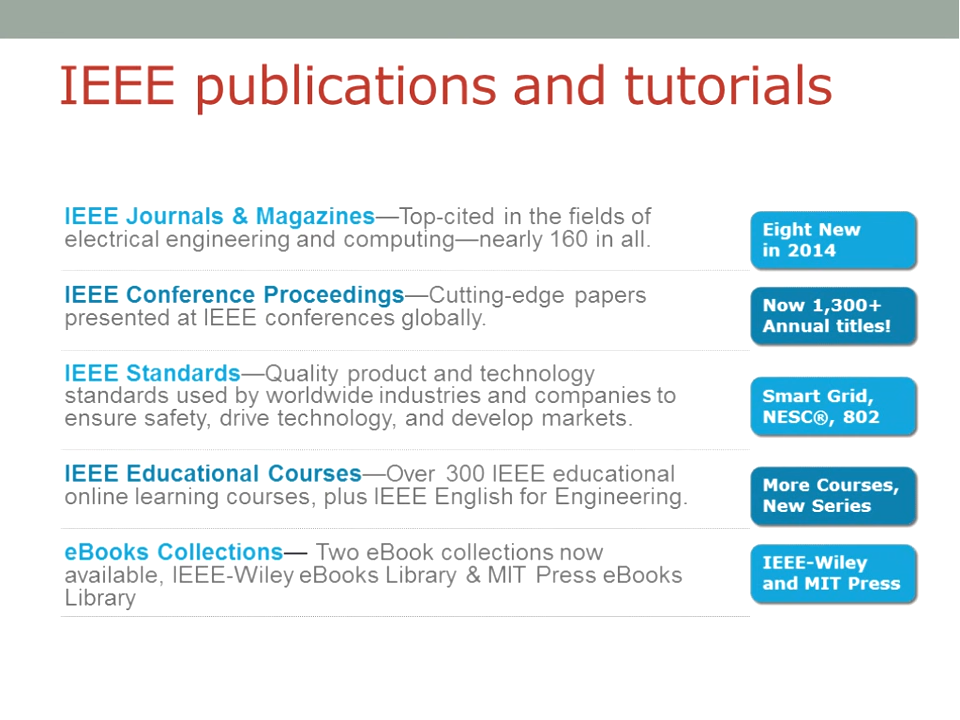 IEEE publications and tutorials
IEEE Journals & Magazines—Top-cited in the fields of
electrical engineering and computing—nearly 160 in all.
Eight New
in 2014
IEEE Conference Proceedings—Cutting-edge papers
presented at IEEE conferences globally.
Now 1,300+
Annual titles!
IEEE Standards—Quality product and technology
standards used by worldwide industries and companies to
ensure safety, drive technology, and develop markets.
Smart Grid,
NESC®, 802
IEEE Educational Courses—Over 300 IEEE educational
online learning courses, plus IEEE English for Engineering.
More Courses,
New Series
eBooks Collections— Two eBook collections now
available, IEEE-Wiley eBooks Library & MIT Press eBooks
Library
IEEE-Wiley
and MIT Press